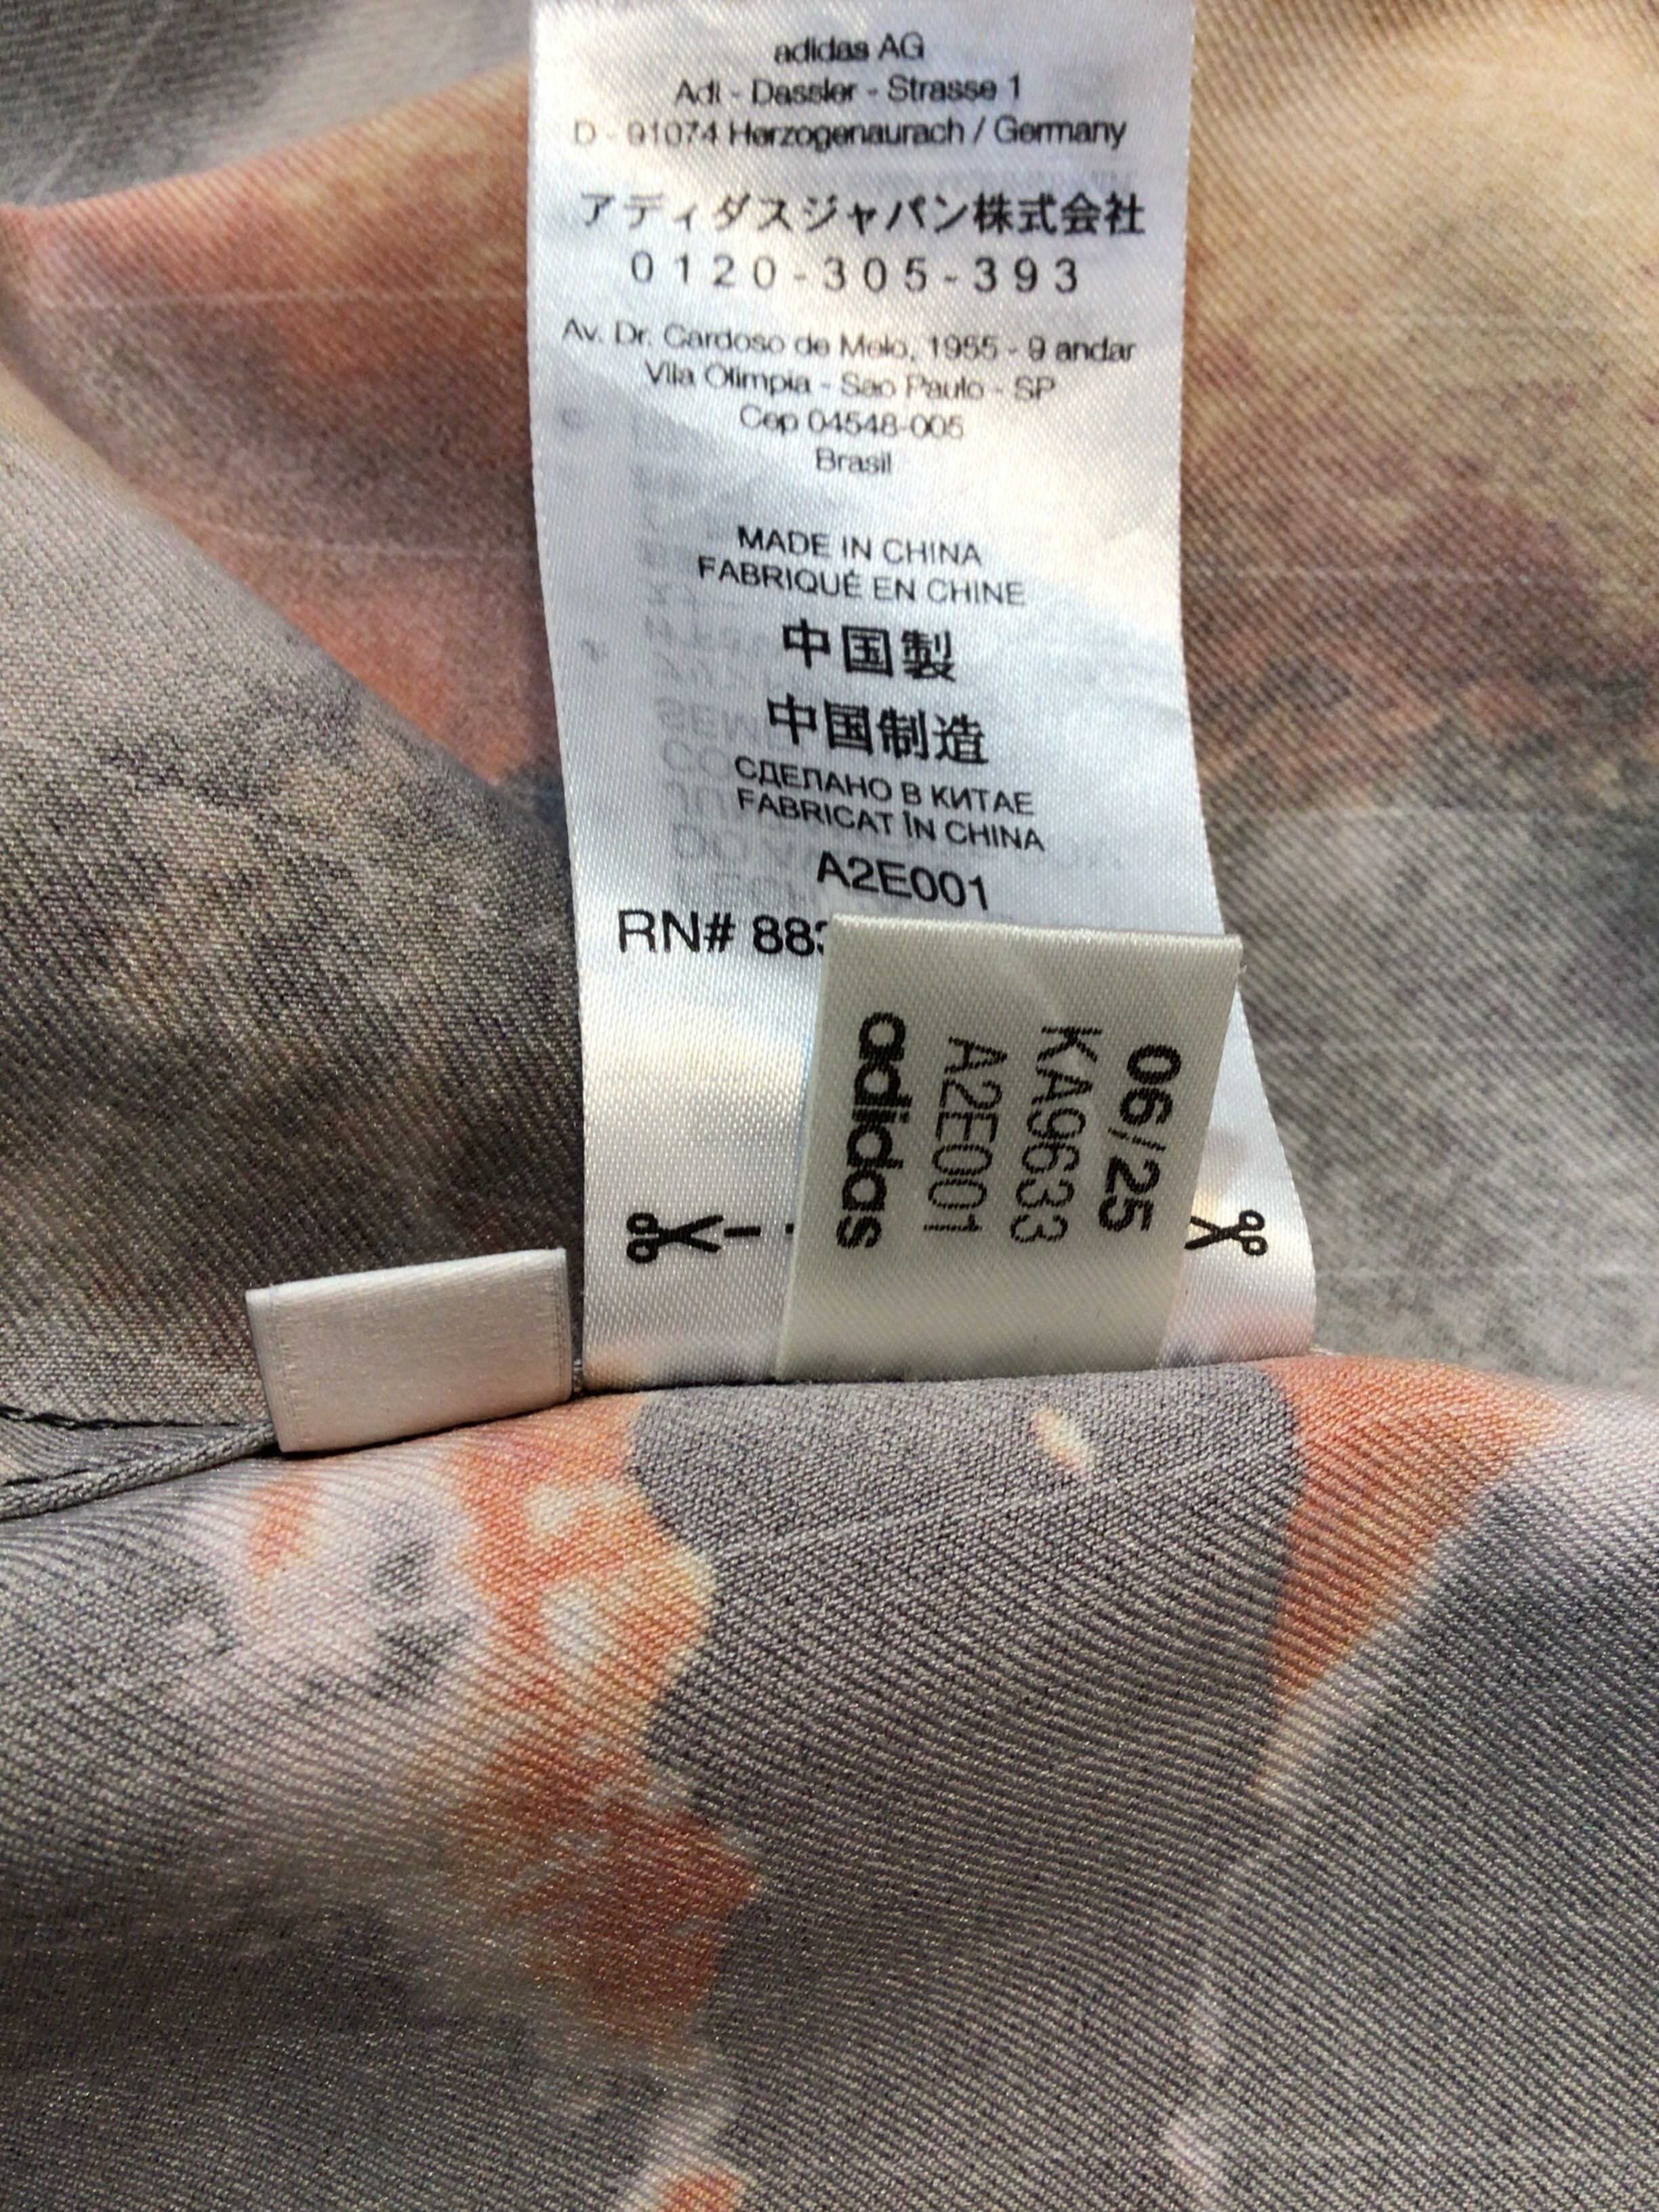 adidas AG
Adi - Dassler - Strasse 1
D - 91074 Herzogenaurach / Germany
アディダスジャパン株式会社
0120-305-393
Av. Dr. Cardoso de Melo, 1955 - 9 andar
Vila Olimpia - Sao Paulo - SP
Cep 04548-005
Brasil
MADE IN CHINA
FABRIQUÉ EN CHINE
中国製
中国制造
СДЕЛАНО В КИТАЕ
FABRICAT ÎN CHINA
A2E001
RN# 88
06/25
KA9633
A2E001
adidas